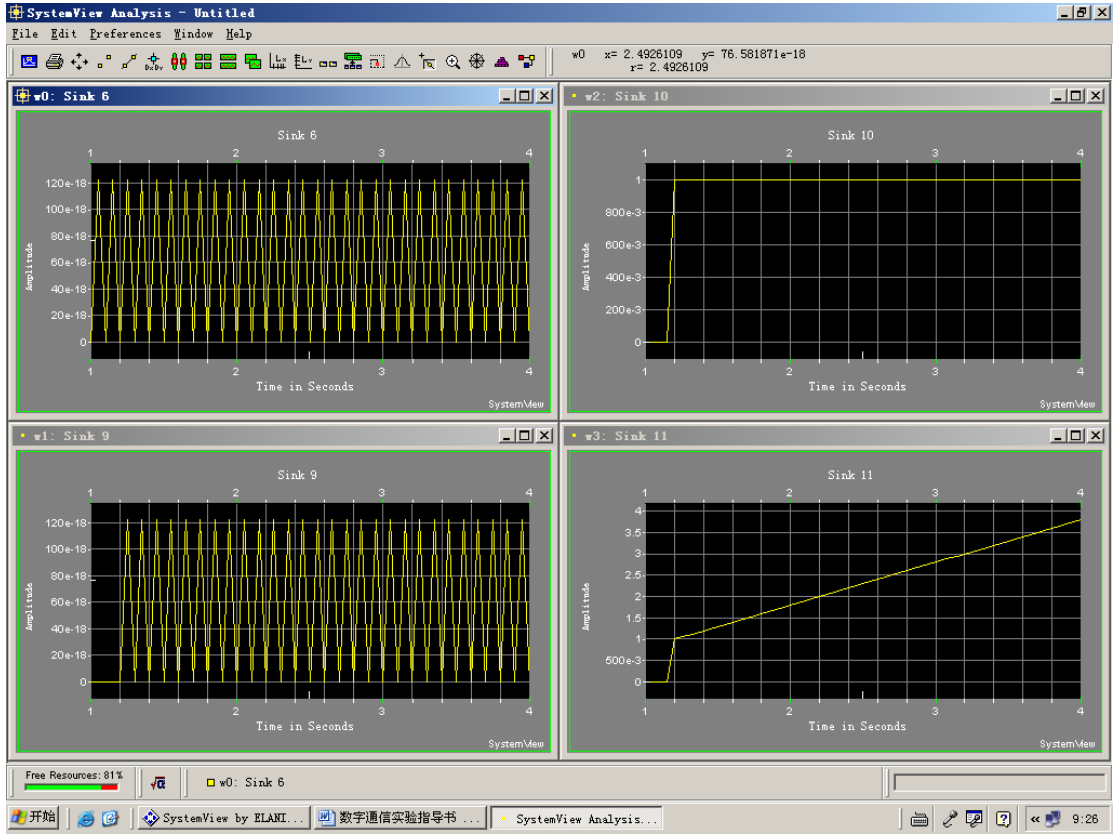 SystemView Analysis - Untitled
File Edit Preferences Window Help
w0 x= 2.4926109 y= 76.581871e-18
r= 2.4926109
w0: Sink 6
Sink 6
1 2 3 4
120e-18
100e-18
80e-18
60e-18
40e-18
20e-18
0
Amplitude
1 2 3 4
Time in Seconds
SystemView
w2: Sink 10
Sink 10
1 2 3 4
1
800e-3
600e-3
400e-3
200e-3
0
Amplitude
1 2 3 4
Time in Seconds
SystemView
w1: Sink 9
Sink 9
1 2 3 4
120e-18
100e-18
80e-18
60e-18
40e-18
20e-18
0
Amplitude
1 2 3 4
Time in Seconds
SystemView
w3: Sink 11
Sink 11
1 2 3 4
4
3.5
3
2.5
2
1.5
1
500e-3
0
Amplitude
1 2 3 4
Time in Seconds
SystemView
Free Resources: 81%
√α
w0: Sink 6
开始
SystemView by ELANI...
数字通信实验指导书 ...
SystemView Analysis...
9:26